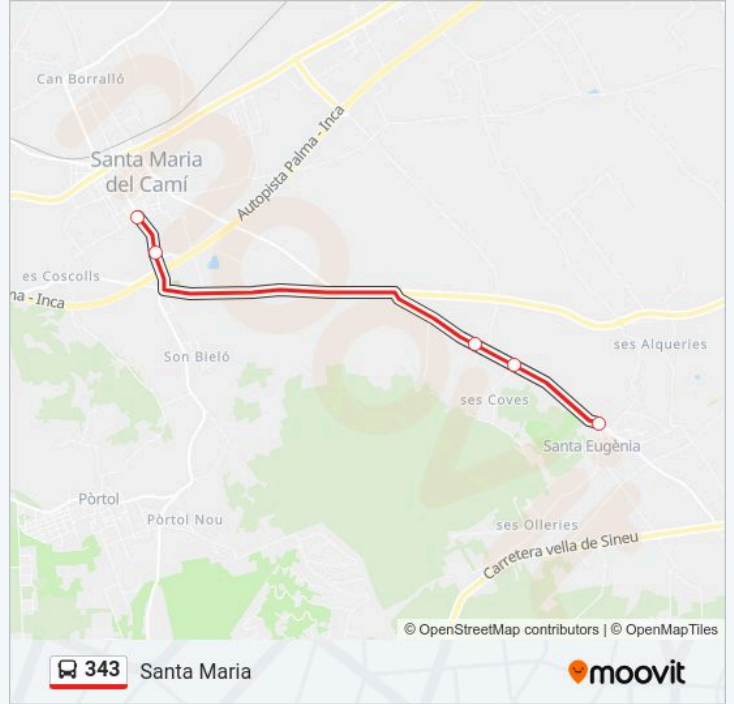 Can Borralló
Santa Maria
del Camí
Autopista Palma - Inca
es Coscolls
na - Inca
ses Alqueries
Son Bieló
ses Coves
Santa Eugènia
Pòrtol
Pòrtol Nou
ses Olleries
Carretera vella de Sineu
© OpenStreetMap contributors | © OpenMapTiles
343 Santa Maria
moovit